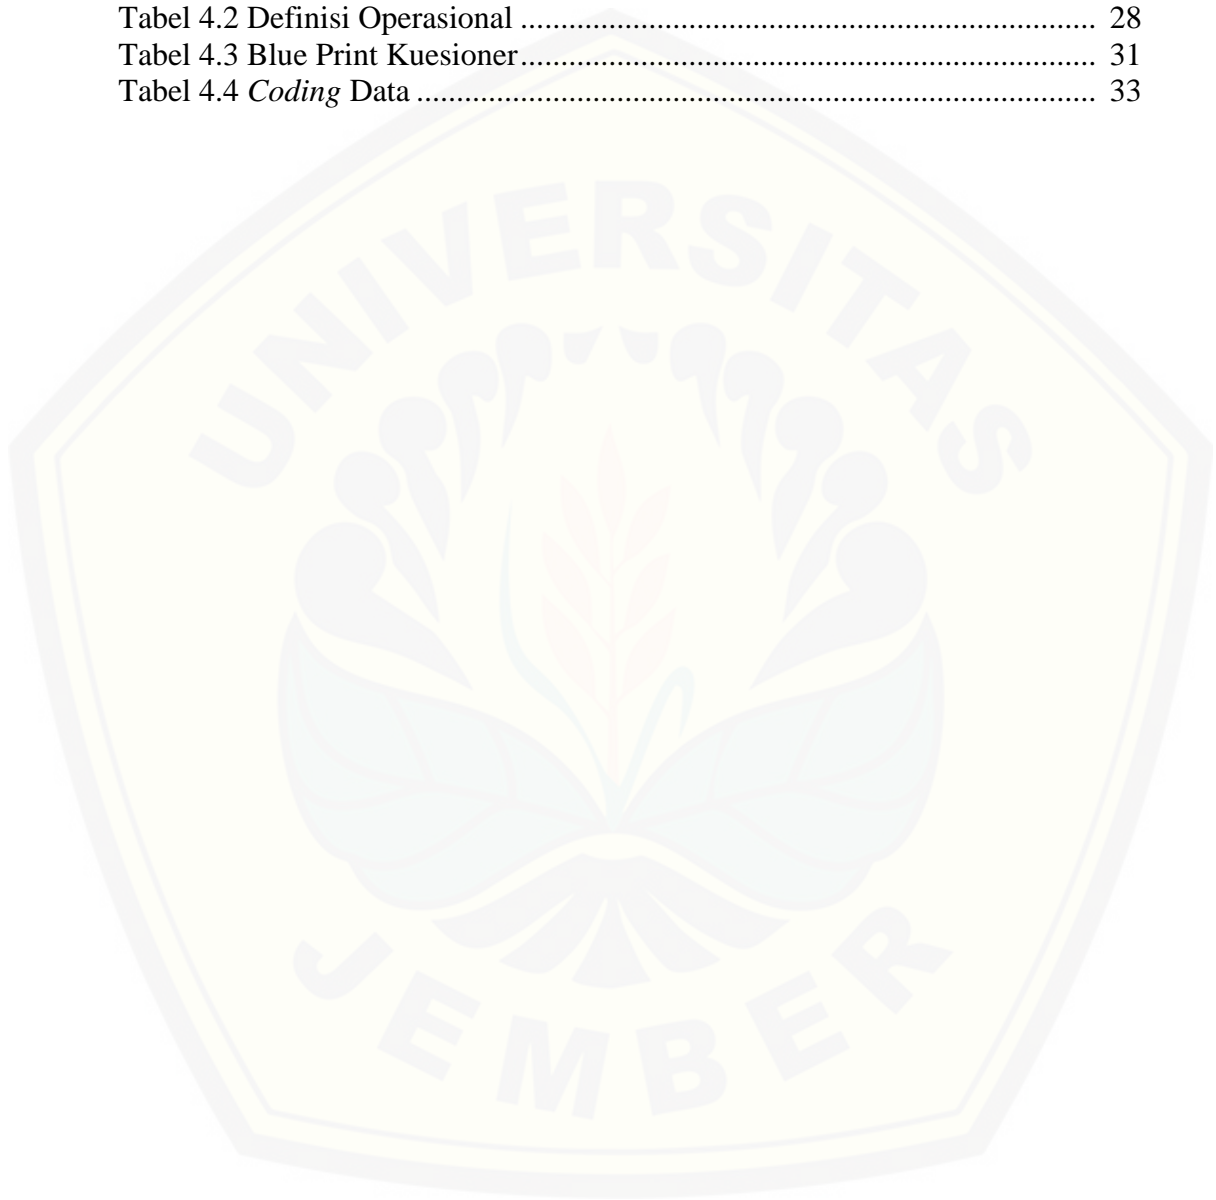 Tabel 4.2 Definisi Operasional ........................................................................ 28
Tabel 4.3 Blue Print Kuesioner........................................................................ 31
Tabel 4.4 Coding Data ..................................................................................... 33
UNIVERSITAS
JEMBER